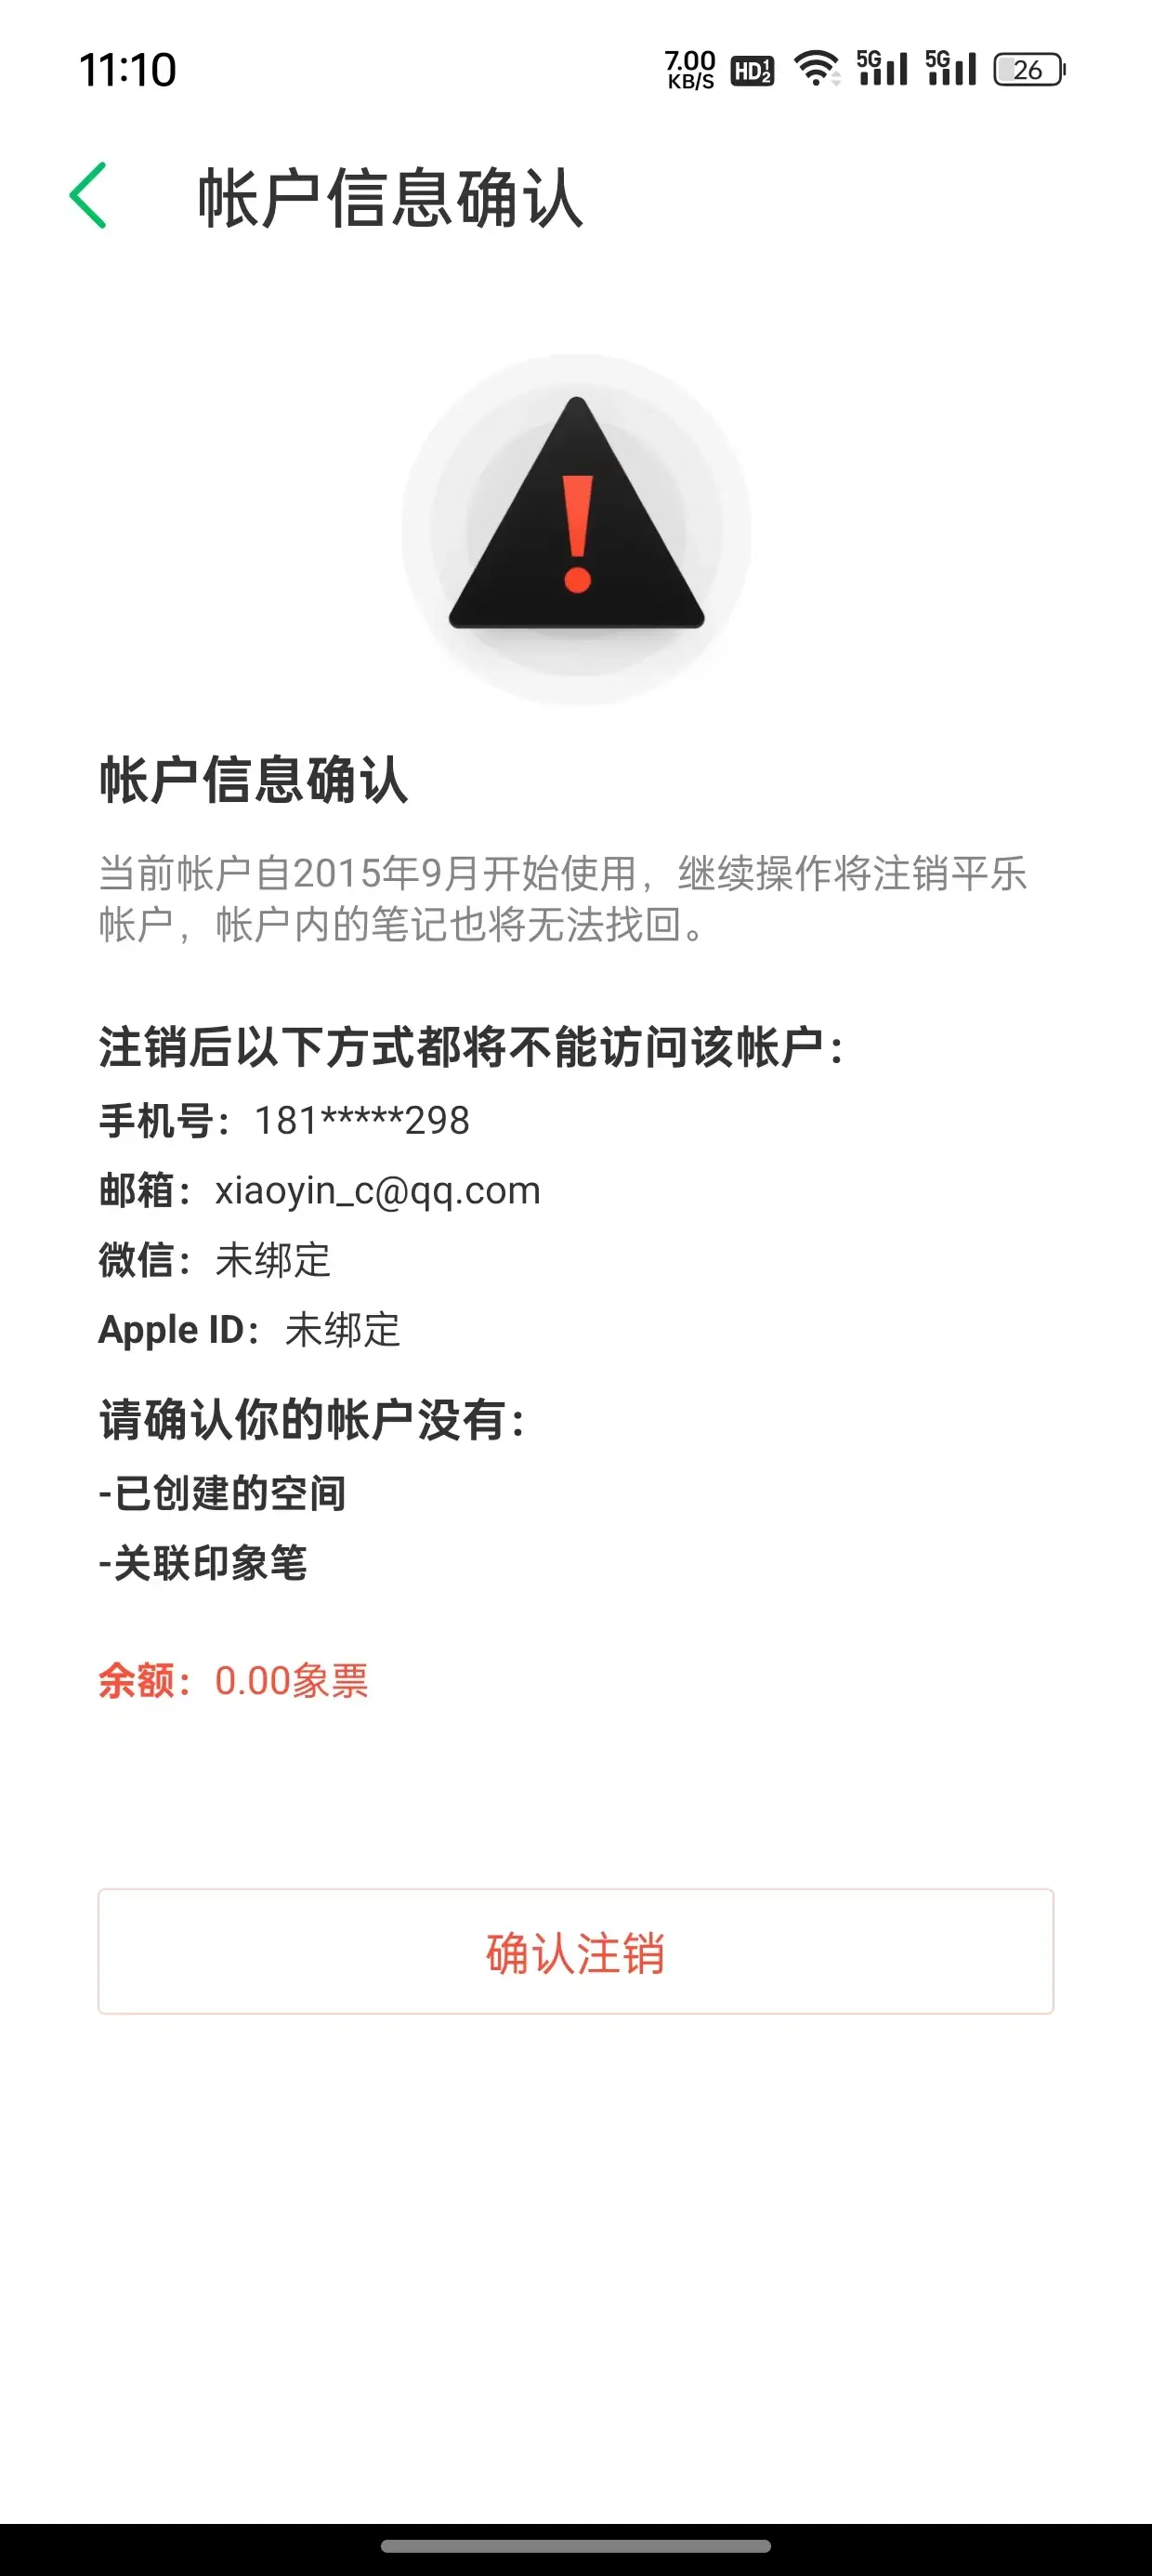 11:10
7.00
KB/S
HD 1 2
5G
5G
26
帐户信息确认
帐户信息确认
当前帐户自2015年9月开始使用，继续操作将注销平乐
帐户，帐户内的笔记也将无法找回。
注销后以下方式都将不能访问该帐户：
手机号：181*****298
邮箱：xiaoyin_c@qq.com
微信：未绑定
Apple ID：未绑定
请确认你的帐户没有：
-已创建的空间
-关联印象笔
余额：0.00象票
确认注销